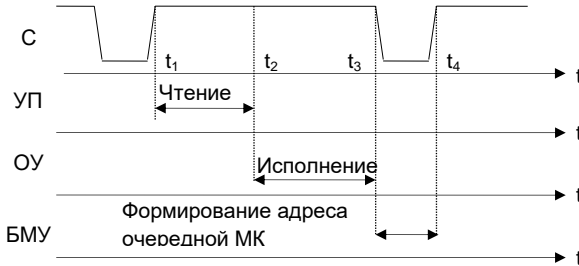 С
t₁ t₂ t₃ t₄
t
УП
Чтение
t
ОУ
Исполнение
t
Формирование адреса
очередной МК
БМУ
t